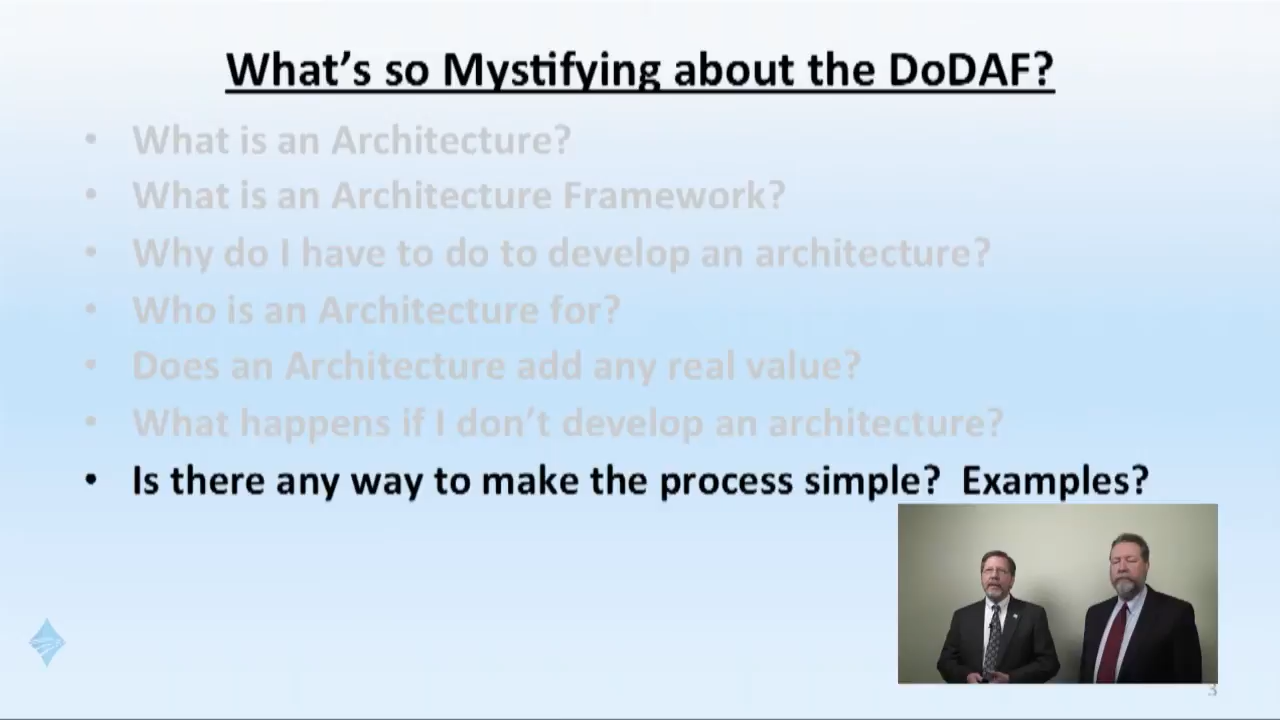 What’s so Mystifying about the DoDAF?
• What is an Architecture?
• What is an Architecture Framework?
• Why do I have to do to develop an architecture?
• Who is an Architecture for?
• Does an Architecture add any real value?
• What happens if I don’t develop an architecture?
• Is there any way to make the process simple?  Examples?
3